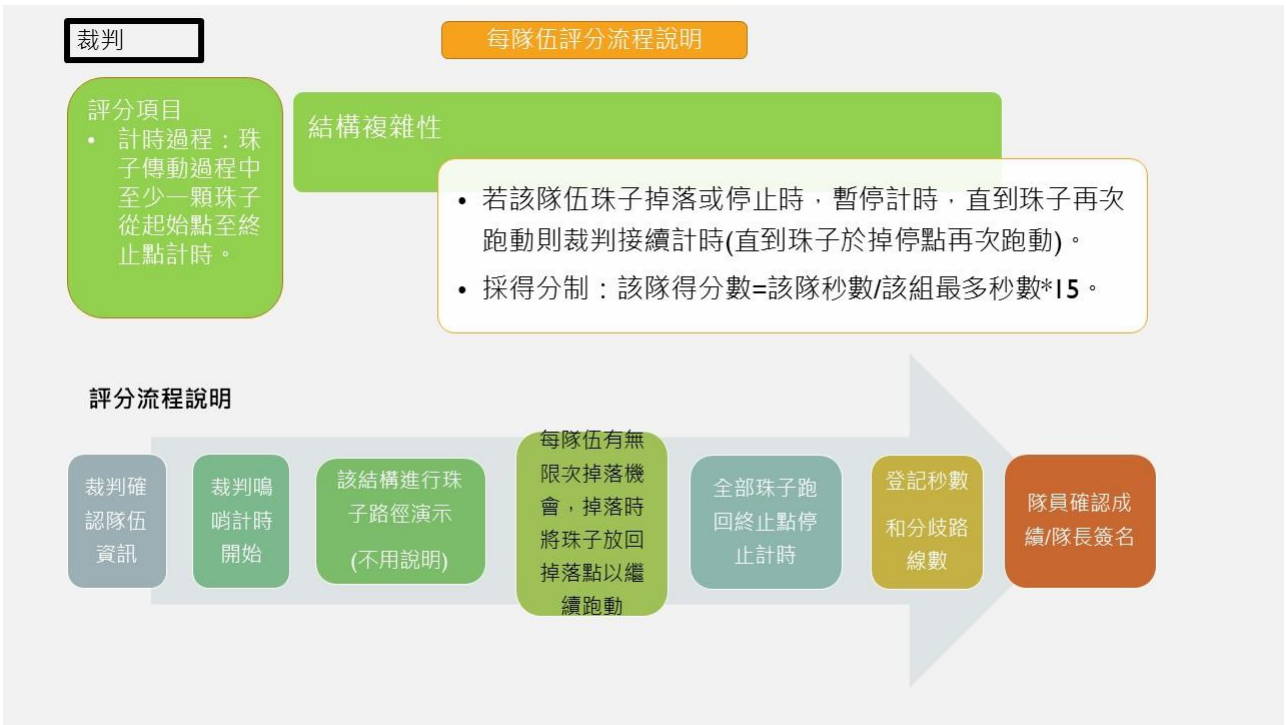 裁判
每隊伍評分流程說明
評分項目
• 計時過程：珠
子傳動過程中
至少一顆珠子
從起始點至終
止點計時。
結構複雜性
• 若該隊伍珠子掉落或停止時，暫停計時，直到珠子再次
跑動則裁判接續計時(直到珠子於掉停點再次跑動)。
• 採得分制：該隊得分數=該隊秒數/該組最多秒數*15。
評分流程說明
裁判確
認隊伍
資訊
裁判鳴
哨計時
開始
該結構進行珠
子路徑演示
(不用說明)
每隊伍有無
限次掉落機
會，掉落時
將珠子放回
掉落點以繼
續跑動
全部珠子跑
回終止點停
止計時
登記秒數
和分歧路
線數
隊員確認成
績/隊長簽名